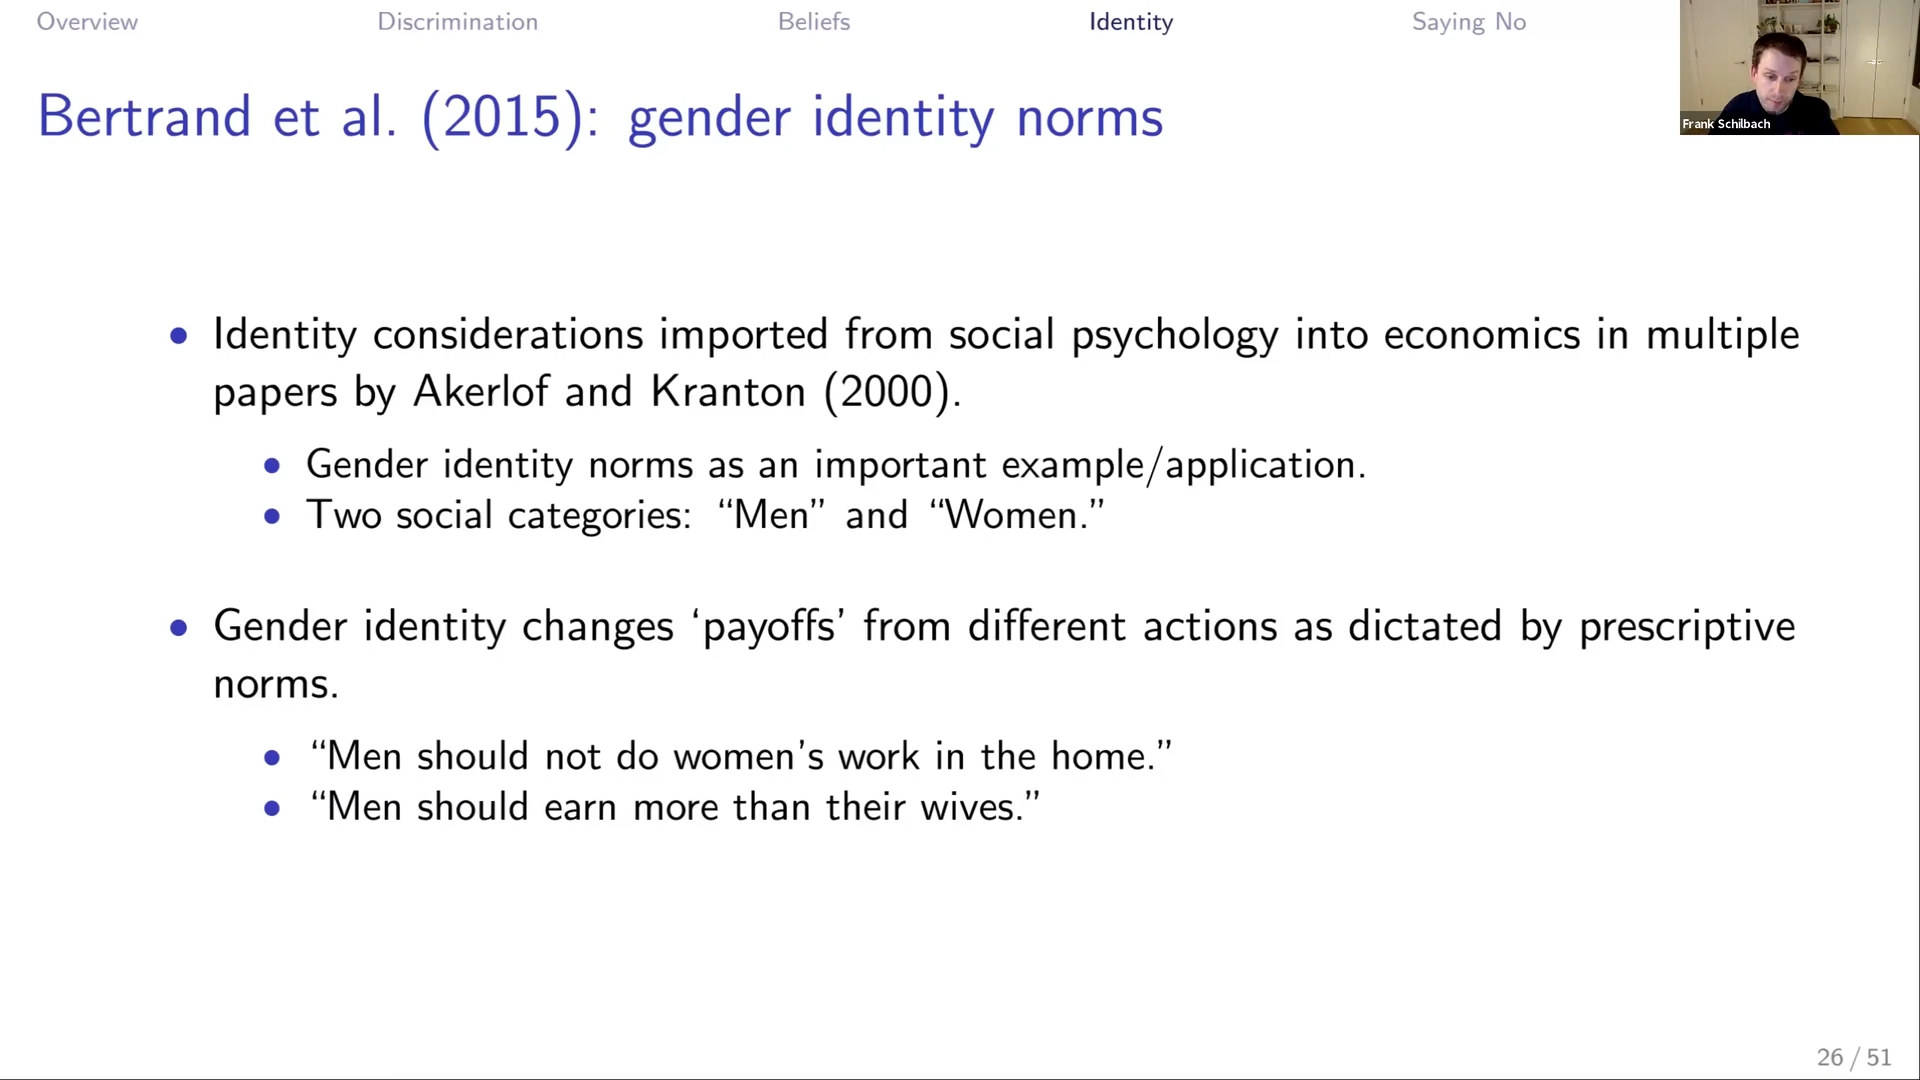 Overview Discrimination Beliefs Identity Saying No
Frank Schilbach
Bertrand et al. (2015): gender identity norms
• Identity considerations imported from social psychology into economics in multiple
papers by Akerlof and Kranton (2000).
• Gender identity norms as an important example/application.
• Two social categories: “Men” and “Women.”
• Gender identity changes ‘payoffs’ from different actions as dictated by prescriptive
norms.
• “Men should not do women’s work in the home.”
• “Men should earn more than their wives.”
26 / 51